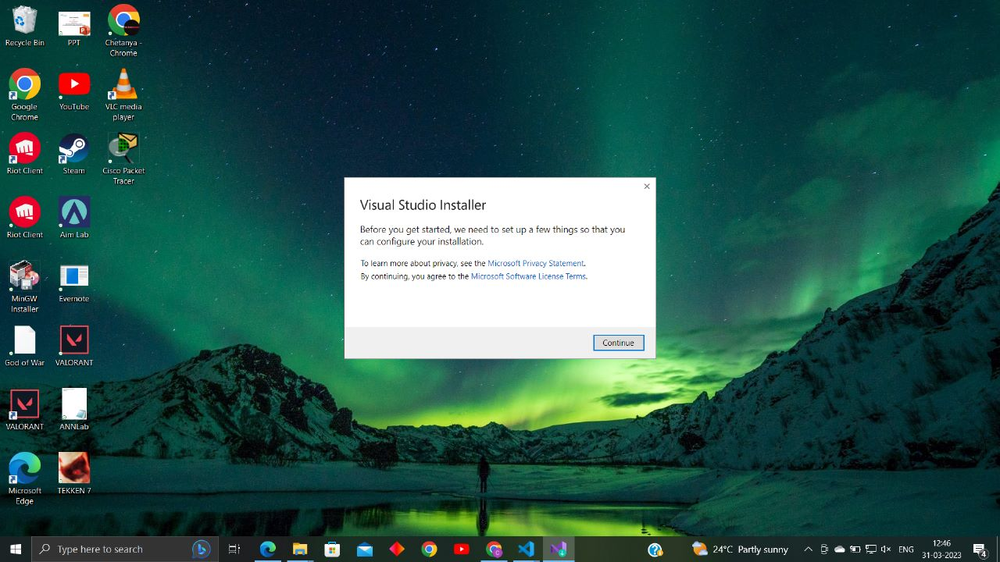 Recycle Bin
PPT
Chetanya -
Chrome
Google
Chrome
YouTube
VLC media
player
Riot Client
Steam
Cisco Packet
Tracer
Riot Client
Aim Lab
MinGW
Installer
Evernote
God of War
VALORANT
VALORANT
ANNLab
Microsoft
Edge
TEKKEN 7
Visual Studio Installer
Before you get started, we need to set up a few things so that you
can configure your installation.
To learn more about privacy, see the Microsoft Privacy Statement.
By continuing, you agree to the Microsoft Software License Terms.
Continue
Type here to search
24°C Partly sunny
ENG
12:46
31-03-2023